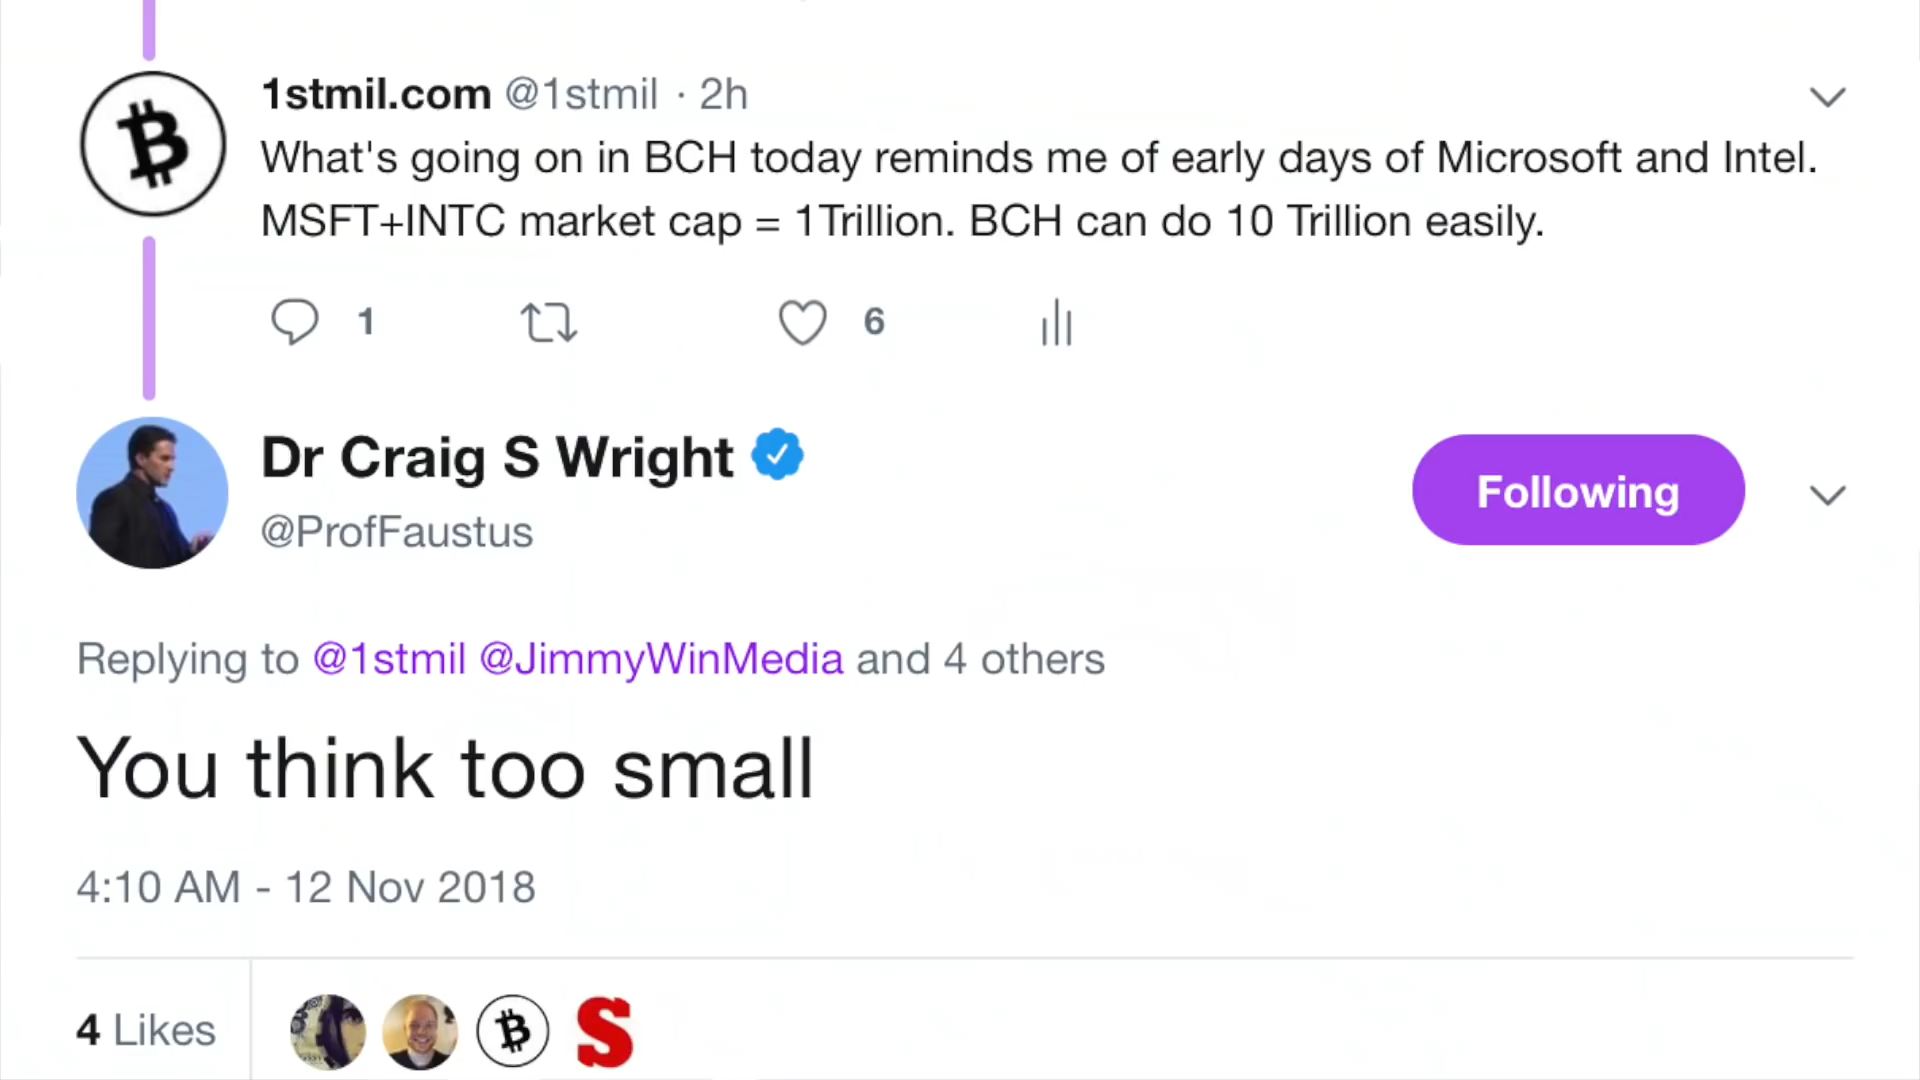 1stmil.com @1stmil · 2h
What's going on in BCH today reminds me of early days of Microsoft and Intel.
MSFT+INTC market cap = 1Trillion. BCH can do 10 Trillion easily.
1 6
Dr Craig S Wright
@ProfFaustus
Following
Replying to @1stmil @JimmyWinMedia and 4 others
You think too small
4:10 AM - 12 Nov 2018
4 Likes
S